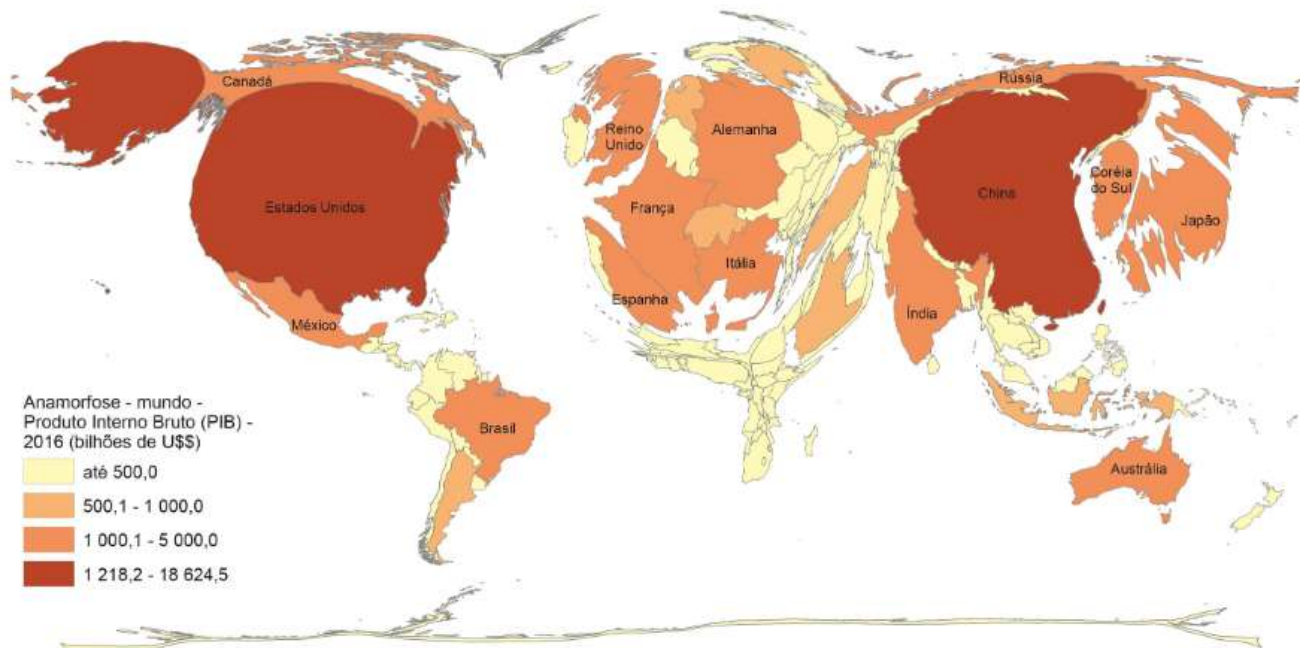 Canadá
Rússia
Reino
Unido
Alemanha
Estados Unidos
França
China
Coréia
do Sul
Japão
Itália
Espanha
Índia
México
Brasil
Austrália
Anamorfose - mundo -
Produto Interno Bruto (PIB) -
2016 (bilhões de U$$)
até 500,0
500,1 - 1 000,0
1 000,1 - 5 000,0
1 218,2 - 18 624,5